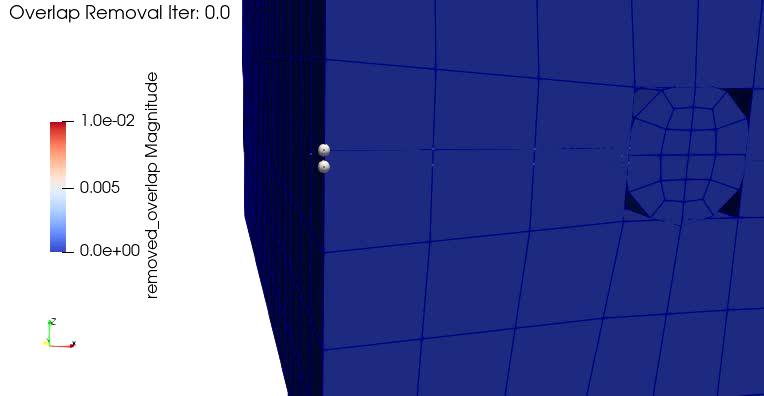 Overlap Removal Iter: 0.0
removed_overlap Magnitude
1.0e-02
0.005
0.0e+00
Z
X